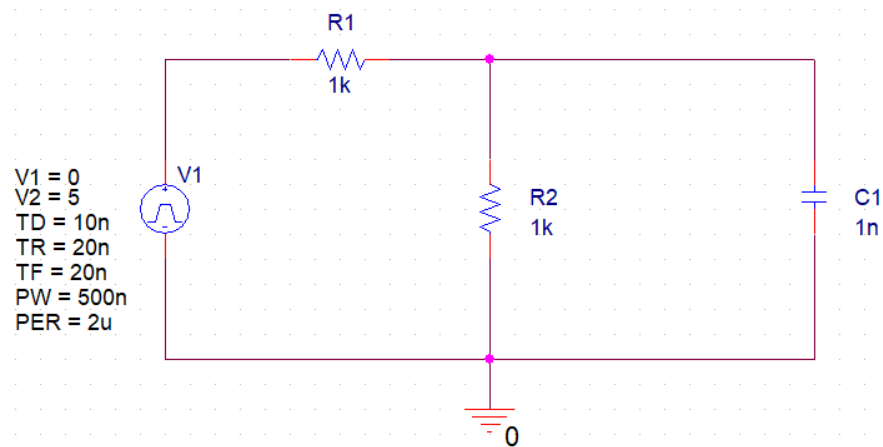 R1
1k
V1
V1 = 0
V2 = 5
TD = 10n
TR = 20n
TF = 20n
PW = 500n
PER = 2u
R2
1k
C1
1n
0